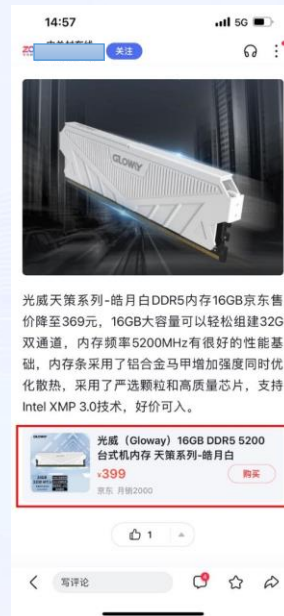 14:57
5G
关注
GLOWAY
光威天策系列-皓月白DDR5内存16GB京东售
价降至369元，16GB大容量可以轻松组建32G
双通道，内存频率5200MHz有很好的性能基
础，内存条采用了铝合金马甲增加强度同时优
化散热，采用了严选颗粒和高质量芯片，支持
Intel XMP 3.0技术，好价可入。
光威（Gloway）16GB DDR5 5200
台式机内存 天策系列-皓月白
¥399
购买
京东 月销2000
1
写评论